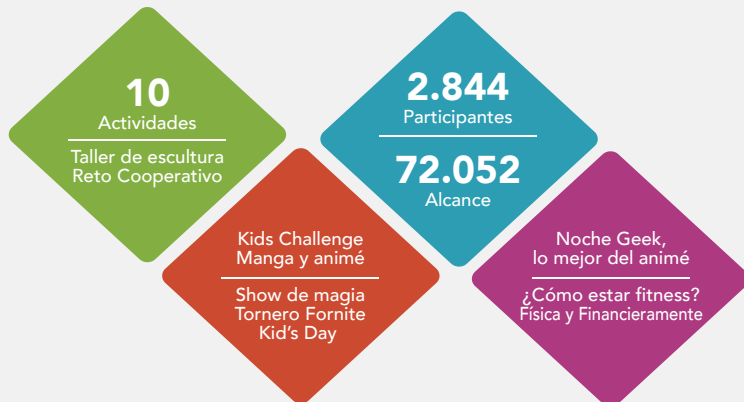 10
Actividades
Taller de escultura
Reto Cooperativo
Kids Challenge
Manga y animé
Show de magia
Tornero Fornite
Kid's Day
2.844
Participantes
72.052
Alcance
Noche Geek,
lo mejor del animé
¿Cómo estar fitness?
Física y Financieramente